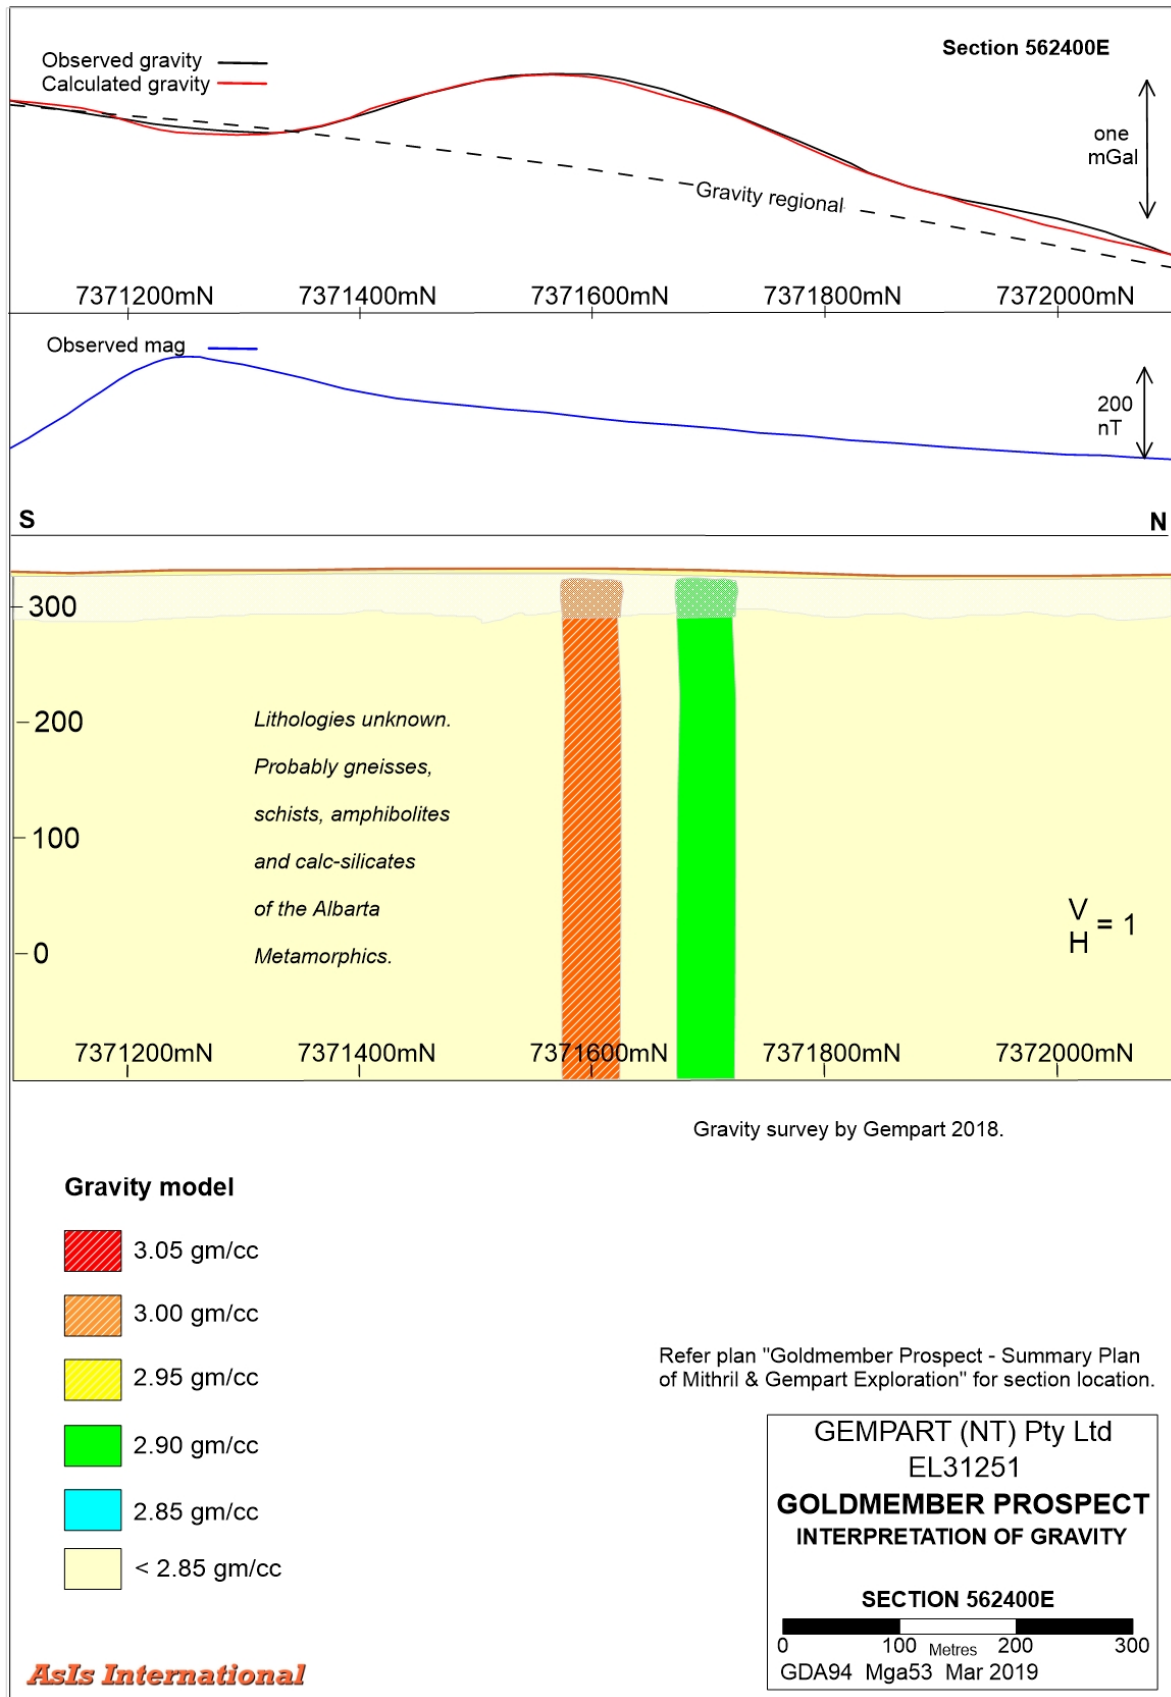 Section 562400E
Observed gravity
Calculated gravity
one
mGal
Gravity regional
7371200mN 7371400mN 7371600mN 7371800mN 7372000mN
Observed mag
200
nT
S N
300
200
100
0
Lithologies unknown.
Probably gneisses,
schists, amphibolites
and calc-silicates
of the Albarta
Metamorphics.
V
H = 1
7371200mN 7371400mN 7371600mN 7371800mN 7372000mN
Gravity survey by Gempart 2018.
Gravity model
3.05 gm/cc
3.00 gm/cc
2.95 gm/cc
2.90 gm/cc
2.85 gm/cc
< 2.85 gm/cc
Refer plan "Goldmember Prospect - Summary Plan
of Mithril & Gempart Exploration" for section location.
GEMPART (NT) Pty Ltd
EL31251
GOLDMEMBER PROSPECT
INTERPRETATION OF GRAVITY
SECTION 562400E
0 100 Metres 200 300
GDA94 Mga53 Mar 2019
AsIs International